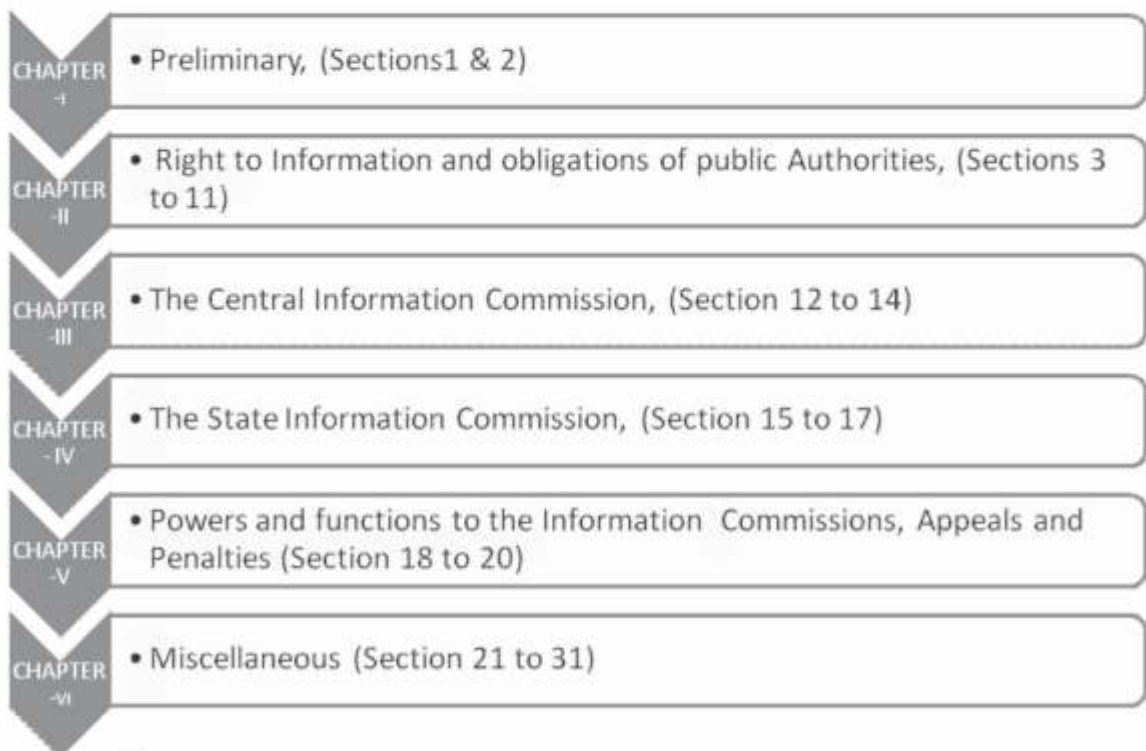 CHAPTER
-I
• Preliminary, (Sections1 & 2)
CHAPTER
-II
• Right to Information and obligations of public Authorities, (Sections 3
to 11)
CHAPTER
-III
• The Central Information Commission, (Section 12 to 14)
CHAPTER
- IV
• The State Information Commission, (Section 15 to 17)
CHAPTER
-V
• Powers and functions to the Information Commissions, Appeals and
Penalties (Section 18 to 20)
CHAPTER
-VI
• Miscellaneous (Section 21 to 31)